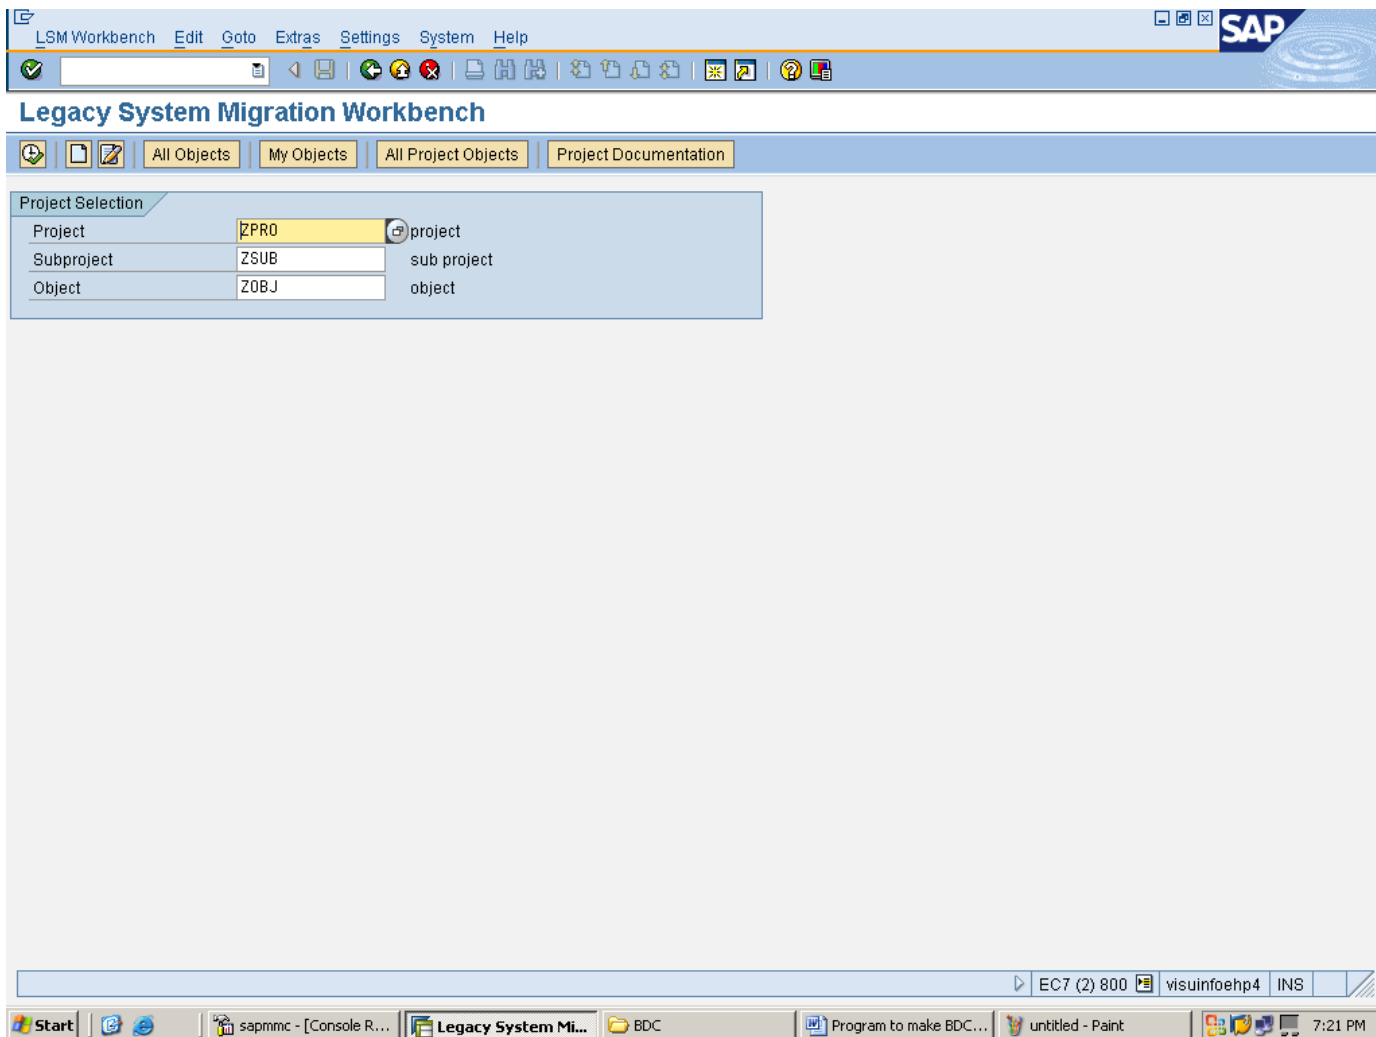 SAP
LSM Workbench Edit Goto Extras Settings System Help
Legacy System Migration Workbench
All Objects My Objects All Project Objects Project Documentation
Project Selection
Project ZPRO project
Subproject ZSUB sub project
Object ZOBJ object
EC7 (2) 800 visuinfoehp4 INS
Start sapmmc - [Console R... Legacy System Mi... BDC Program to make BDC... untitled - Paint 7:21 PM